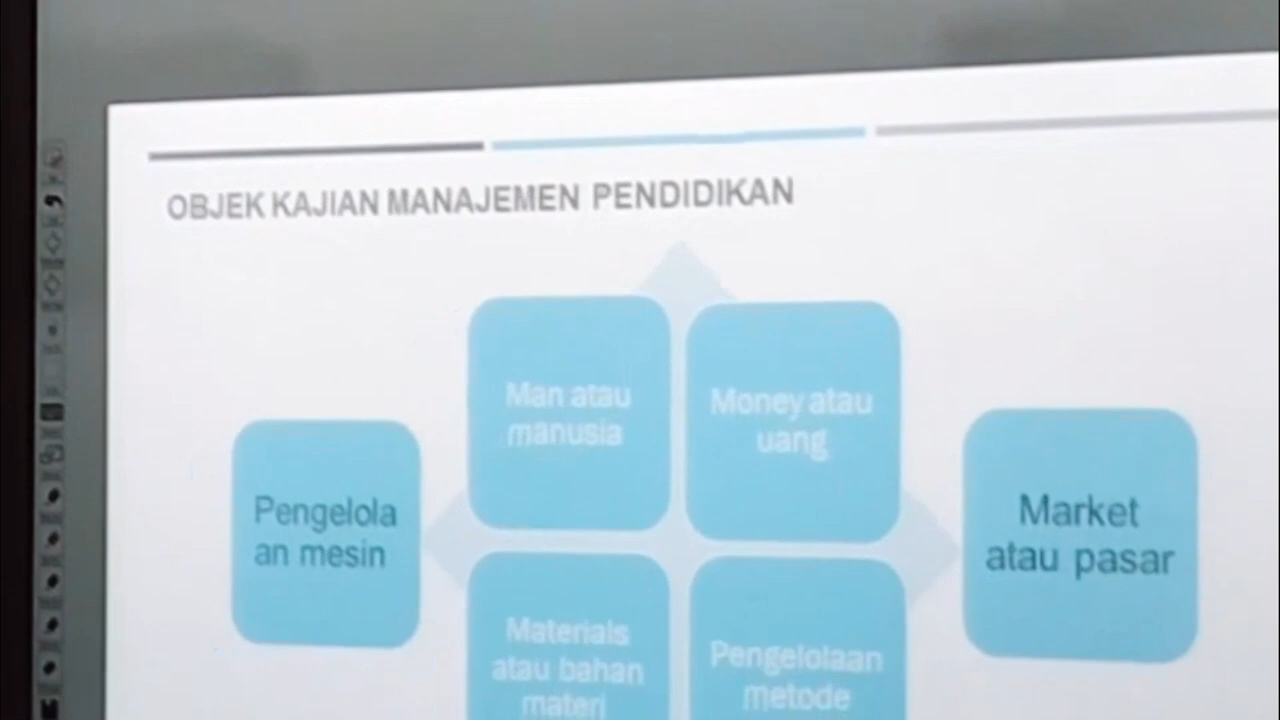 OBJEK KAJIAN MANAJEMEN PENDIDIKAN
Man atau
manusia
Money atau
uang
Pengelola
an mesin
Market
atau pasar
Materials
atau bahan
materi
Pengelolaan
metode